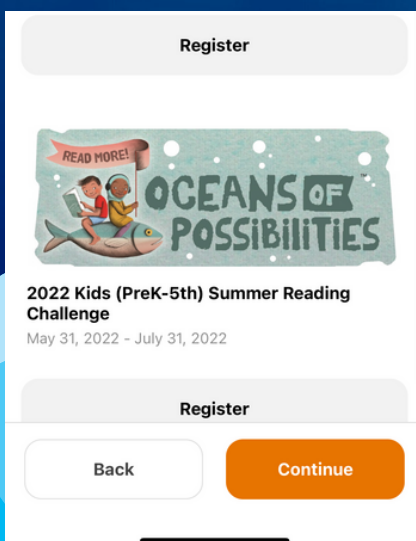 Register
READ MORE!
OCEANS OF
POSSIBILITIES
™
2022 Kids (PreK-5th) Summer Reading
Challenge
May 31, 2022 - July 31, 2022
Register
Back
Continue